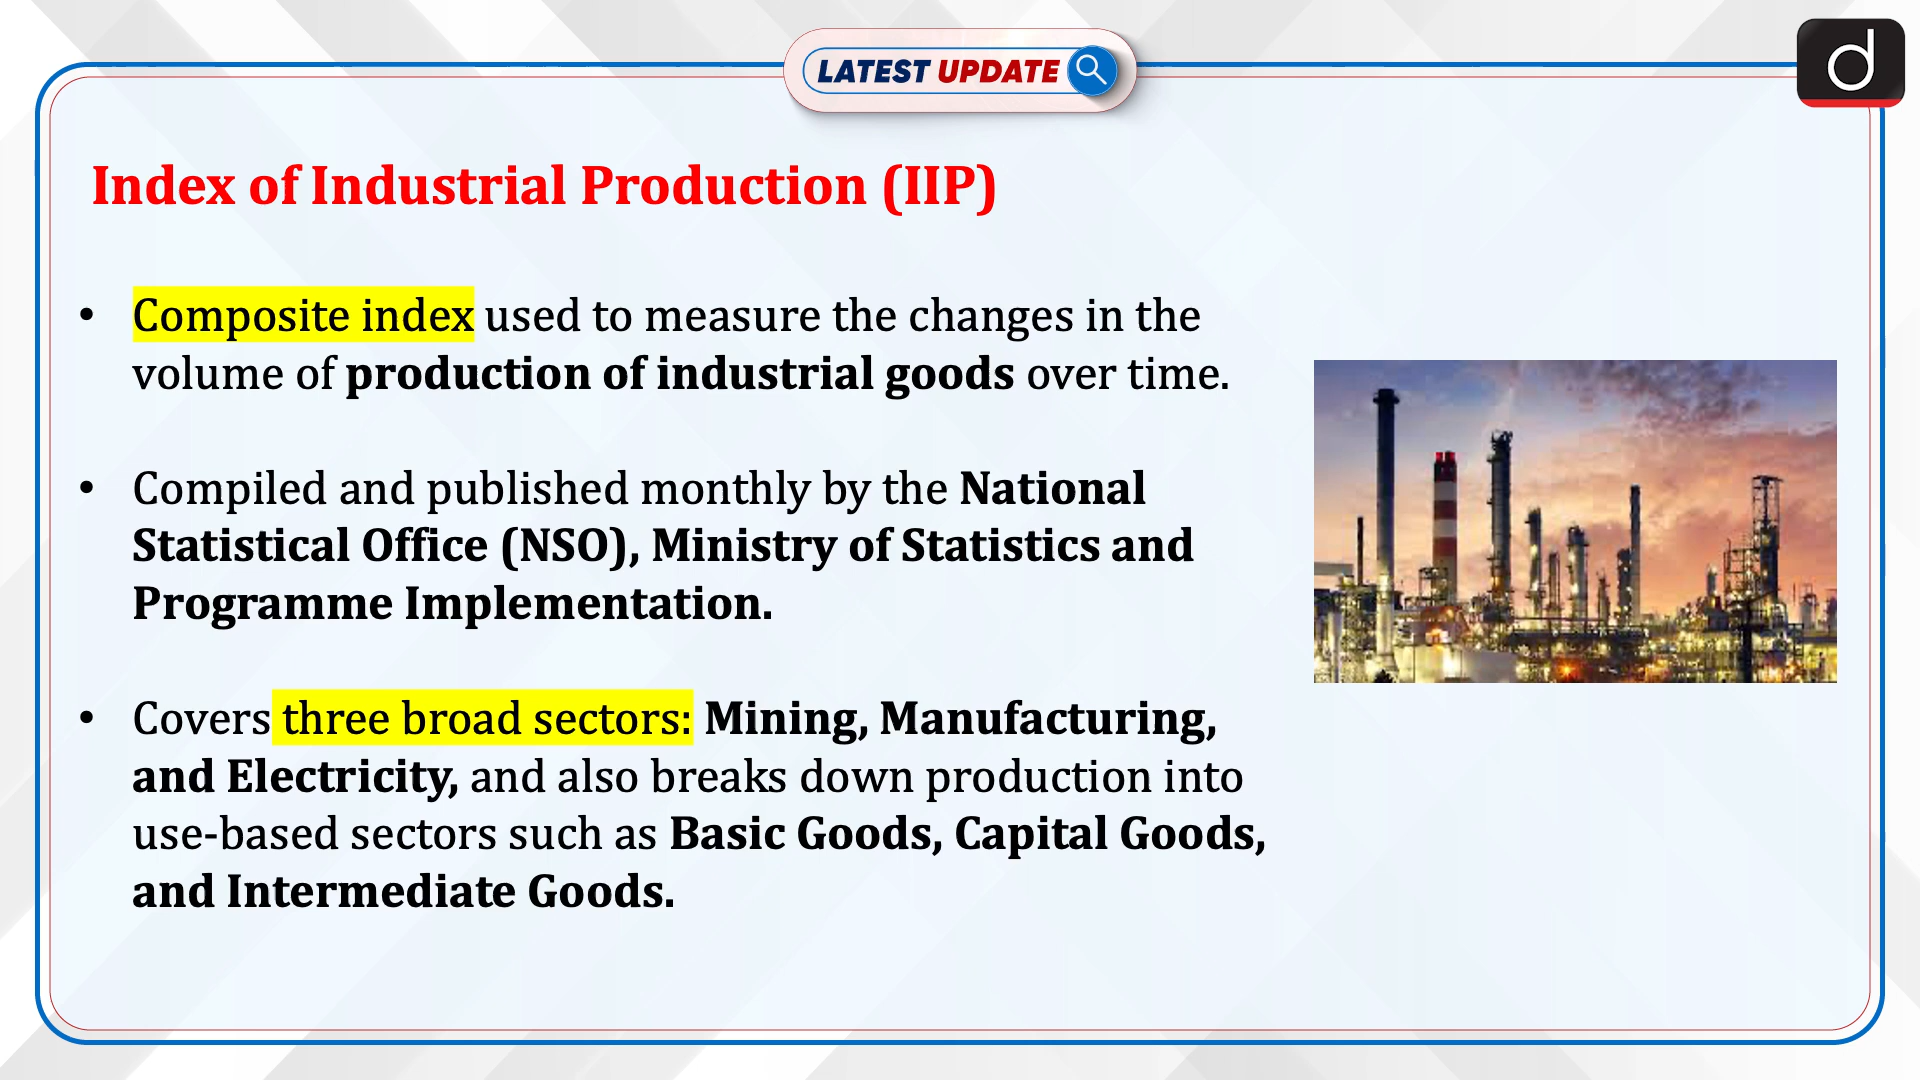 LATEST UPDATE
d
Index of Industrial Production (IIP)
• Composite index used to measure the changes in the
volume of production of industrial goods over time.
• Compiled and published monthly by the National
Statistical Office (NSO), Ministry of Statistics and
Programme Implementation.
• Covers three broad sectors: Mining, Manufacturing,
and Electricity, and also breaks down production into
use-based sectors such as Basic Goods, Capital Goods,
and Intermediate Goods.